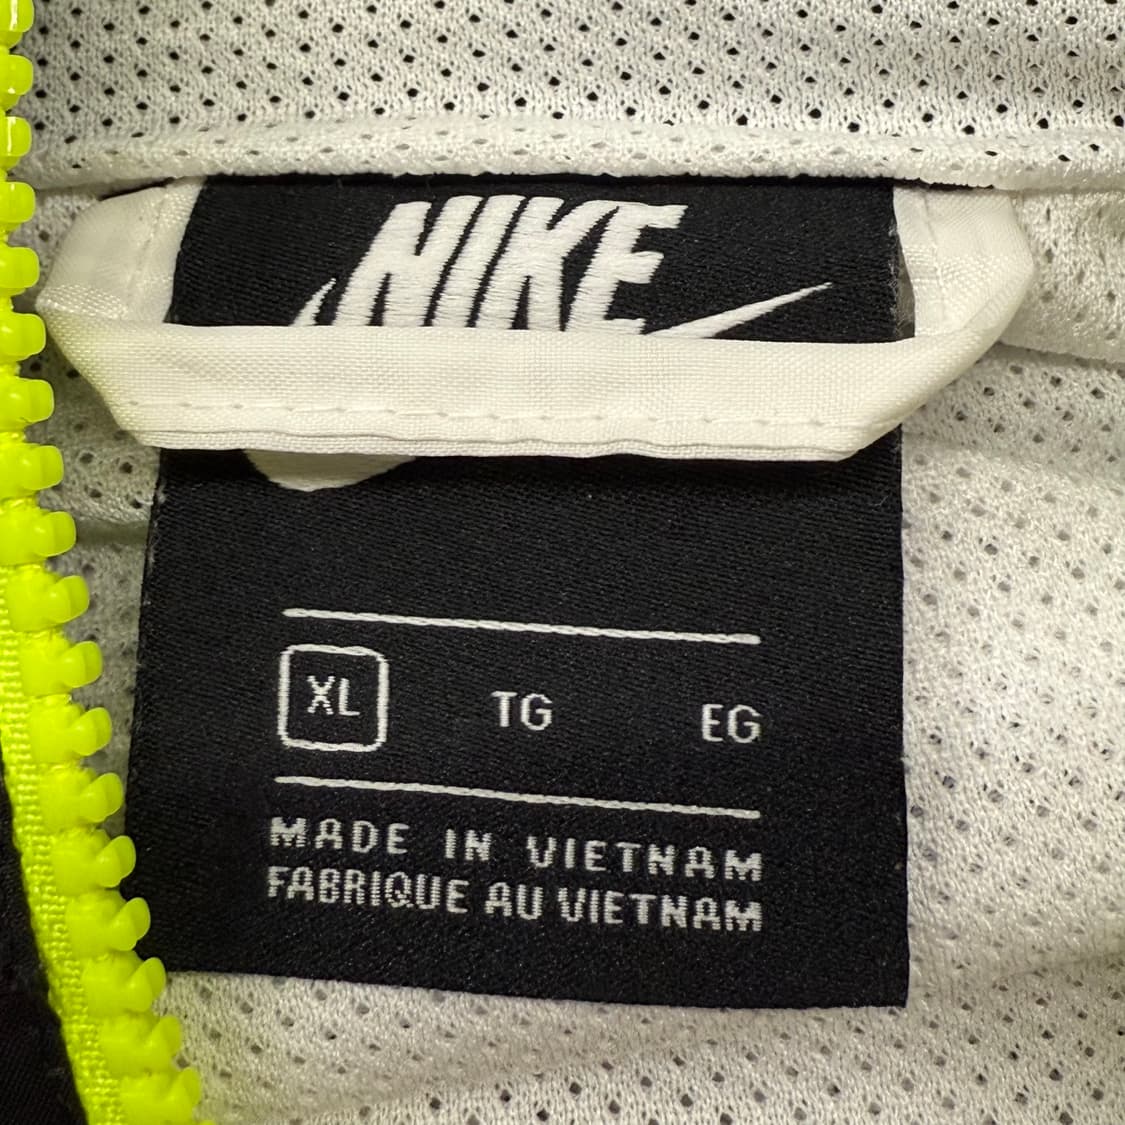 NIKE
XL TG EG
MADE IN VIETNAM
FABRIQUE AU VIETNAM